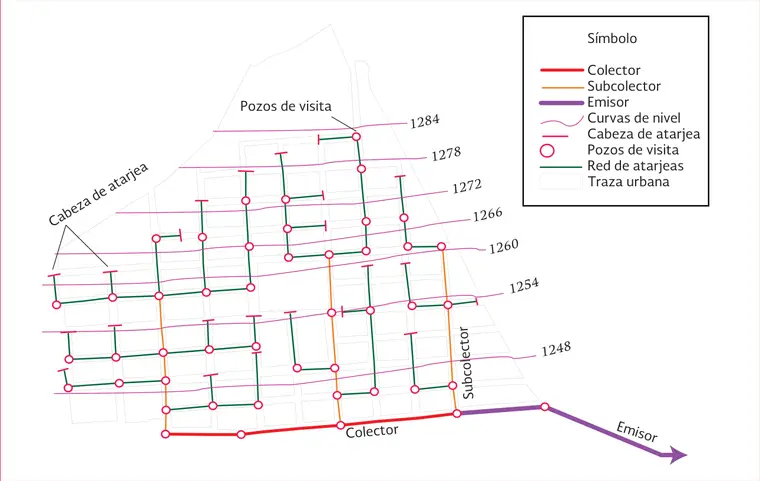 Símbolo
Colector
Subcolector
Emisor
Curvas de nivel
Cabeza de atarjea
Pozos de visita
Red de atarjeas
Traza urbana
Pozos de visita
1284
1278
Cabeza de atarjea
1272
1266
1260
1254
1248
Subcolector
Colector
Emisor